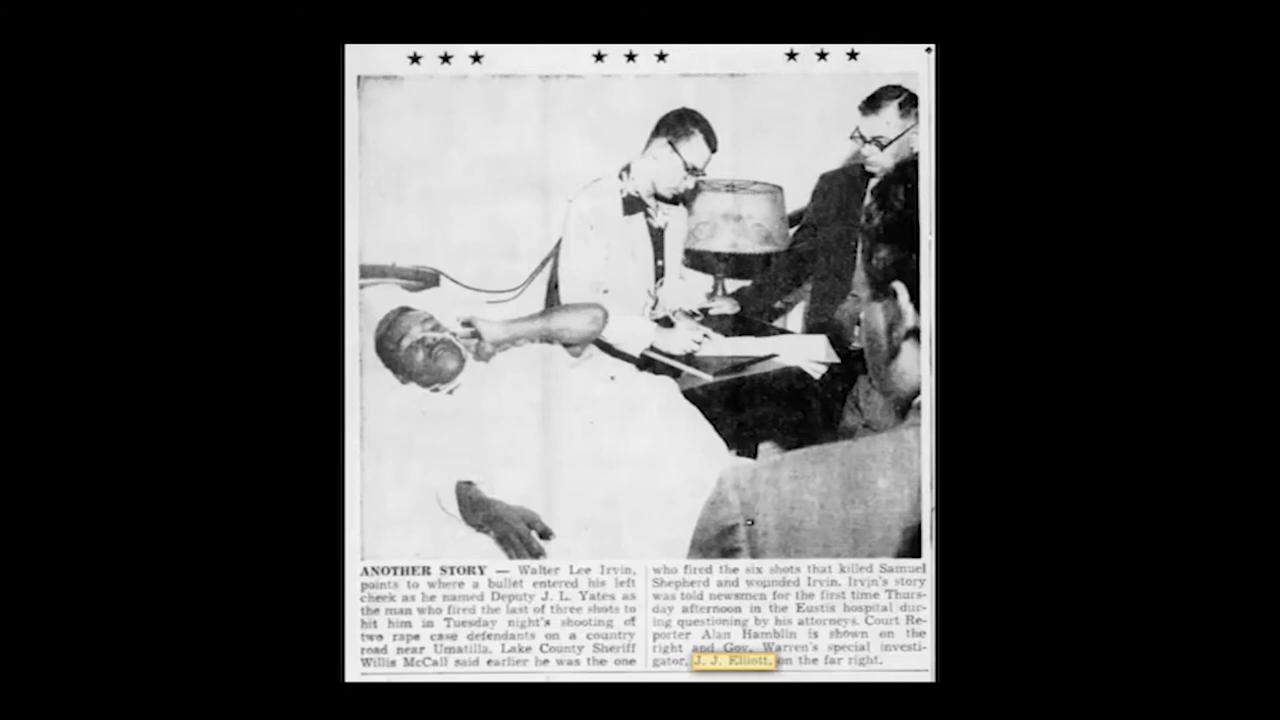 ANOTHER STORY — Walter Lee Irvin,
points to where a bullet entered his left
cheek as he named Deputy J. L. Yates as
the man who fired the last of three shots to
hit him in Tuesday night's shooting of
two rape case defendants on a country
road near Umatilla. Lake County Sheriff
Willis McCall said earlier he was the one
who fired the six shots that killed Samuel
Shepherd and wounded Irvin. Irvin's story
was told newsmen for the first time Thurs-
day afternoon in the Eustis hospital dur-
ing questioning by his attorneys. Court Re-
porter Alan Hamblin is shown on the
right and Gov. Warren's special investi-
gator, J. J. Elliott, on the far right.